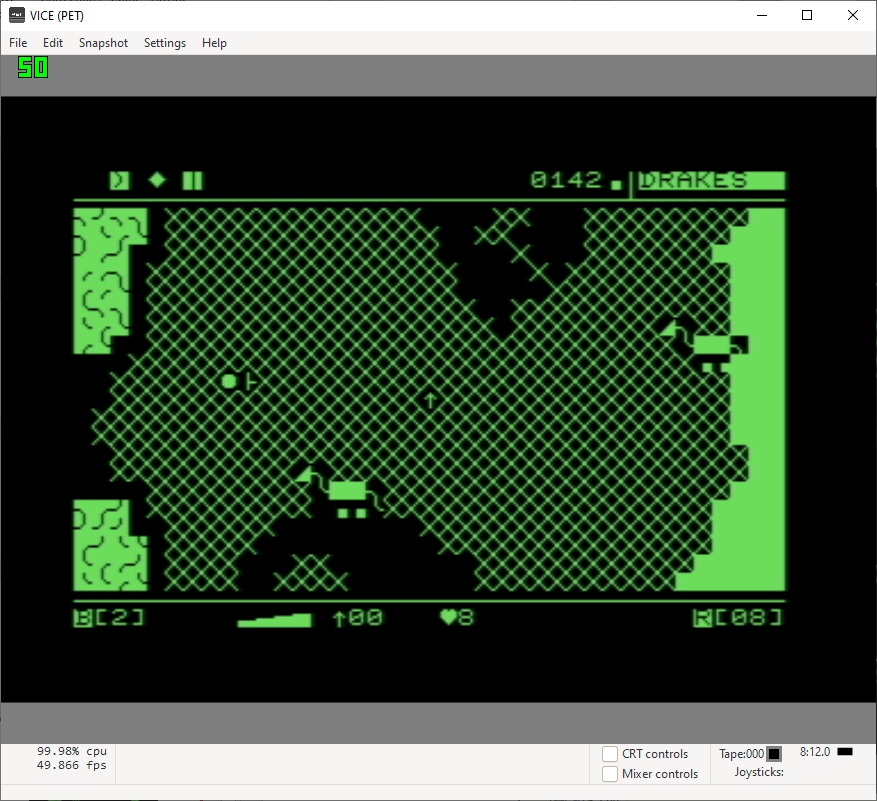 VICE (PET)
File Edit Snapshot Settings Help
50
0142 DRAKES
↑
B[2] ↑00 ♥8 R[08]
99.98% cpu
49.866 fps
CRT controls
Mixer controls
Tape:000
Joysticks:
8:12.0